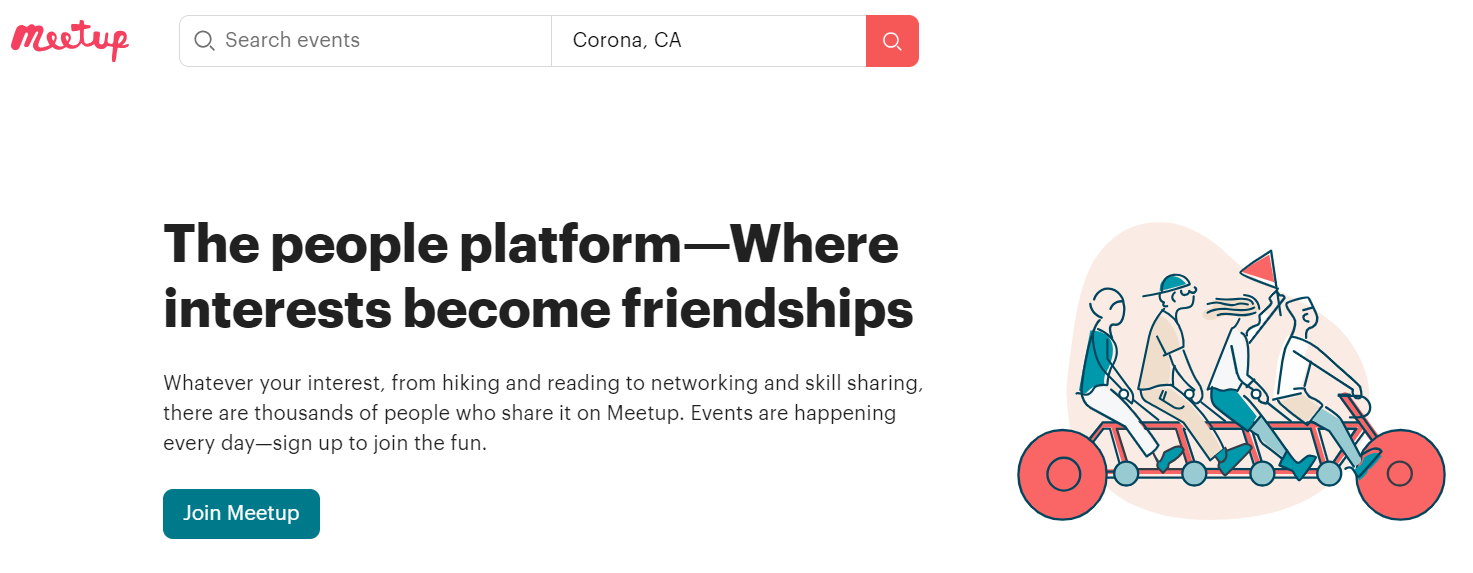 meetup
Search events
Corona, CA
The people platform—Where
interests become friendships
Whatever your interest, from hiking and reading to networking and skill sharing,
there are thousands of people who share it on Meetup. Events are happening
every day—sign up to join the fun.
Join Meetup